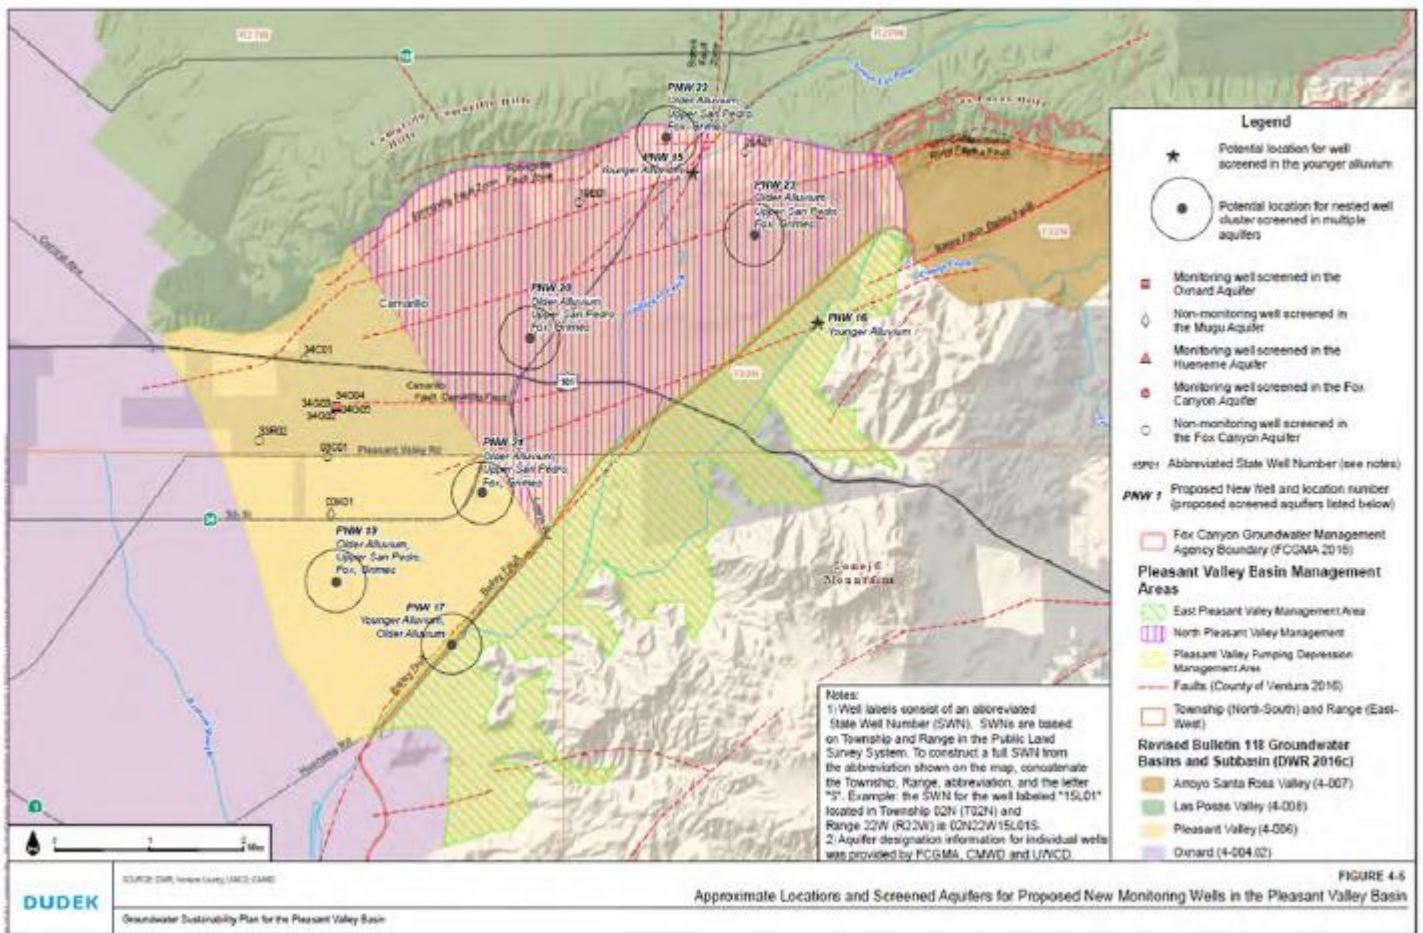 PNW 22
Older Alluvium,
Upper San Pedro,
Fox, Grimes
PNW 15
Younger Alluvium
PNW 23
Older Alluvium,
Upper San Pedro,
Fox, Grimes
PNW 20
Older Alluvium,
Upper San Pedro,
Fox, Grimes
Camarillo
PNW 16
Younger Alluvium
101
34C01
34G04
34G03
34G05
34G02
Pleasant Valley Rd
PNW 21
Older Alluvium,
Upper San Pedro,
Fox, Grimes
5th St
PNW 19
Older Alluvium,
Upper San Pedro,
Fox, Grimes
PNW 17
Younger Alluvium,
Older Alluvium
Bailey Fault
Conejo
Mountains
Hueneme Rd
Legend
Potential location for well
screened in the younger alluvium
Potential location for nested well
cluster screened in multiple
aquifers
Monitoring well screened in the
Oxnard Aquifer
Non-monitoring well screened in
the Mugu Aquifer
Monitoring well screened in the
Hueneme Aquifer
Monitoring well screened in the Fox
Canyon Aquifer
Non-monitoring well screened in
the Fox Canyon Aquifer
Abbreviated State Well Number (see notes)
PNW 1 Proposed New Well and location number
(proposed screened aquifers listed below)
Fox Canyon Groundwater Management
Agency Boundary (FCGMA 2016)
Pleasant Valley Basin Management
Areas
East Pleasant Valley Management Area
North Pleasant Valley Management
Pleasant Valley Pumping Depression
Management Area
Faults (County of Ventura 2016)
Township (North-South) and Range (East-
West)
Revised Bulletin 118 Groundwater
Basins and Subbasin (DWR 2016c)
Arroyo Santa Rosa Valley (4-007)
Las Posas Valley (4-008)
Pleasant Valley (4-006)
Oxnard (4-004.02)
Notes:
1) Well labels consist of an abbreviated
State Well Number (SWN). SWNs are based
on Township and Range in the Public Land
Survey System. To construct a full SWN from
the abbreviation shown on the map, concatenate
the Township, Range, abbreviation, and the letter
"S". Example: the SWN for the well labeled "15L01"
located in Township 02N (T02N) and
Range 22W (R22W) is 02N22W15L01S.
2) Aquifer designation information for individual wells
was provided by FCGMA, CMWD and UWCD.
0 1 2
Miles
DUDEK
FIGURE 4-5
Approximate Locations and Screened Aquifers for Proposed New Monitoring Wells in the Pleasant Valley Basin
Groundwater Sustainability Plan for the Pleasant Valley Basin